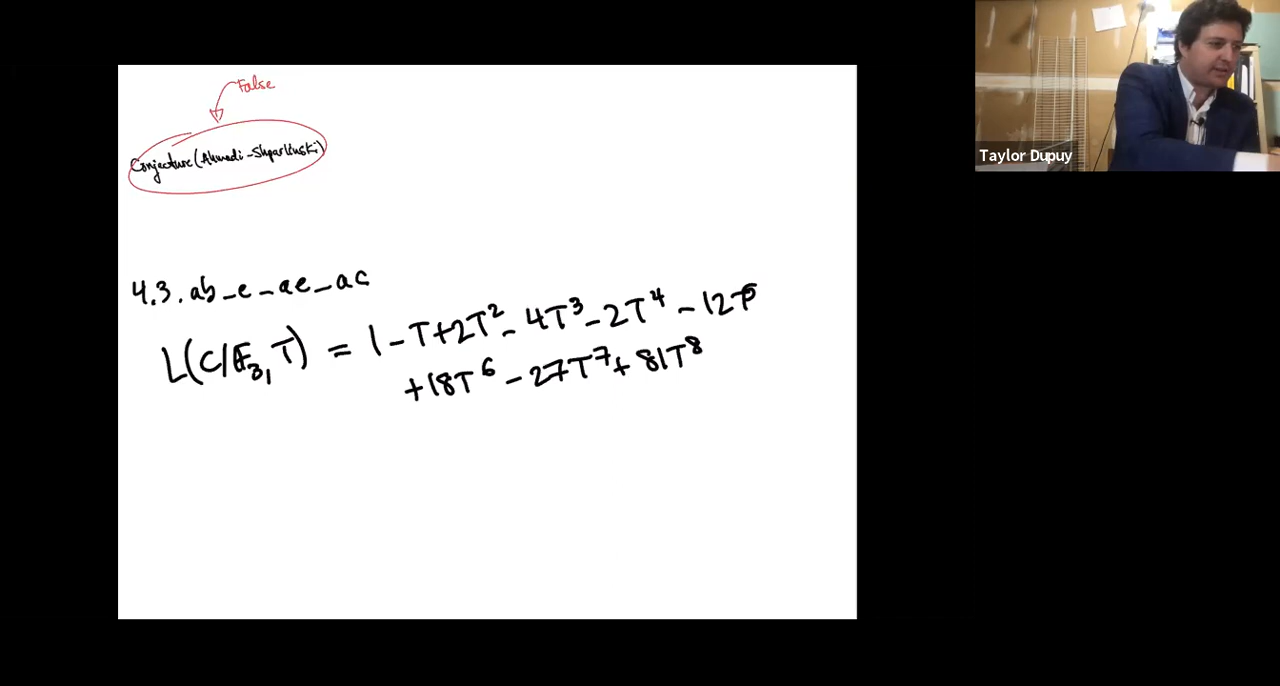 False
Conjecture (Ahmadi-Shparlinski)
4.3.ab_e_ae_ac
L(C/F₃, T) = 1 - T + 2T² - 4T³ - 2T⁴ - 12T⁵
+ 18T⁶ - 27T⁷ + 81T⁸
Taylor Dupuy